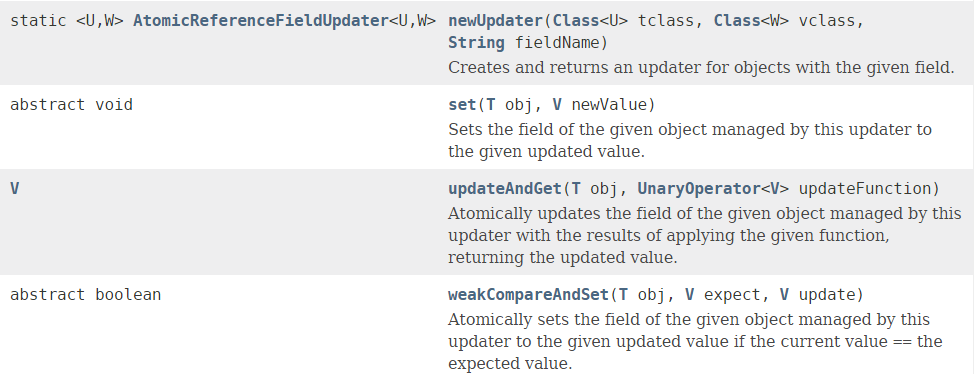 static <U,W> AtomicReferenceFieldUpdater<U,W> newUpdater(Class<U> tclass, Class<W> vclass,
String fieldName)
Creates and returns an updater for objects with the given field.
abstract void set(T obj, V newValue)
Sets the field of the given object managed by this updater to
the given updated value.
V updateAndGet(T obj, UnaryOperator<V> updateFunction)
Atomically updates the field of the given object managed by this
updater with the results of applying the given function,
returning the updated value.
abstract boolean weakCompareAndSet(T obj, V expect, V update)
Atomically sets the field of the given object managed by this
updater to the given updated value if the current value == the
expected value.